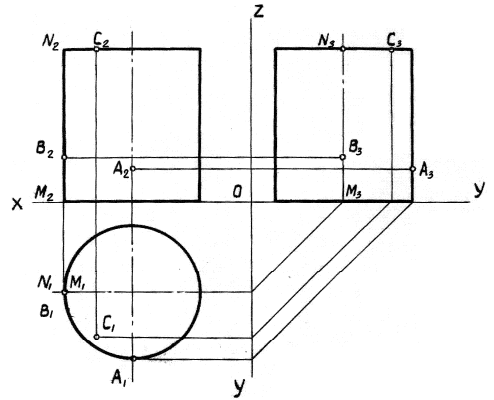 Z
N₂ C₂ N₃ C₃
B₂ B₃
A₂ A₃
M₂ M₃
X O y
N₁ M₁
B₁
C₁
A₁ y